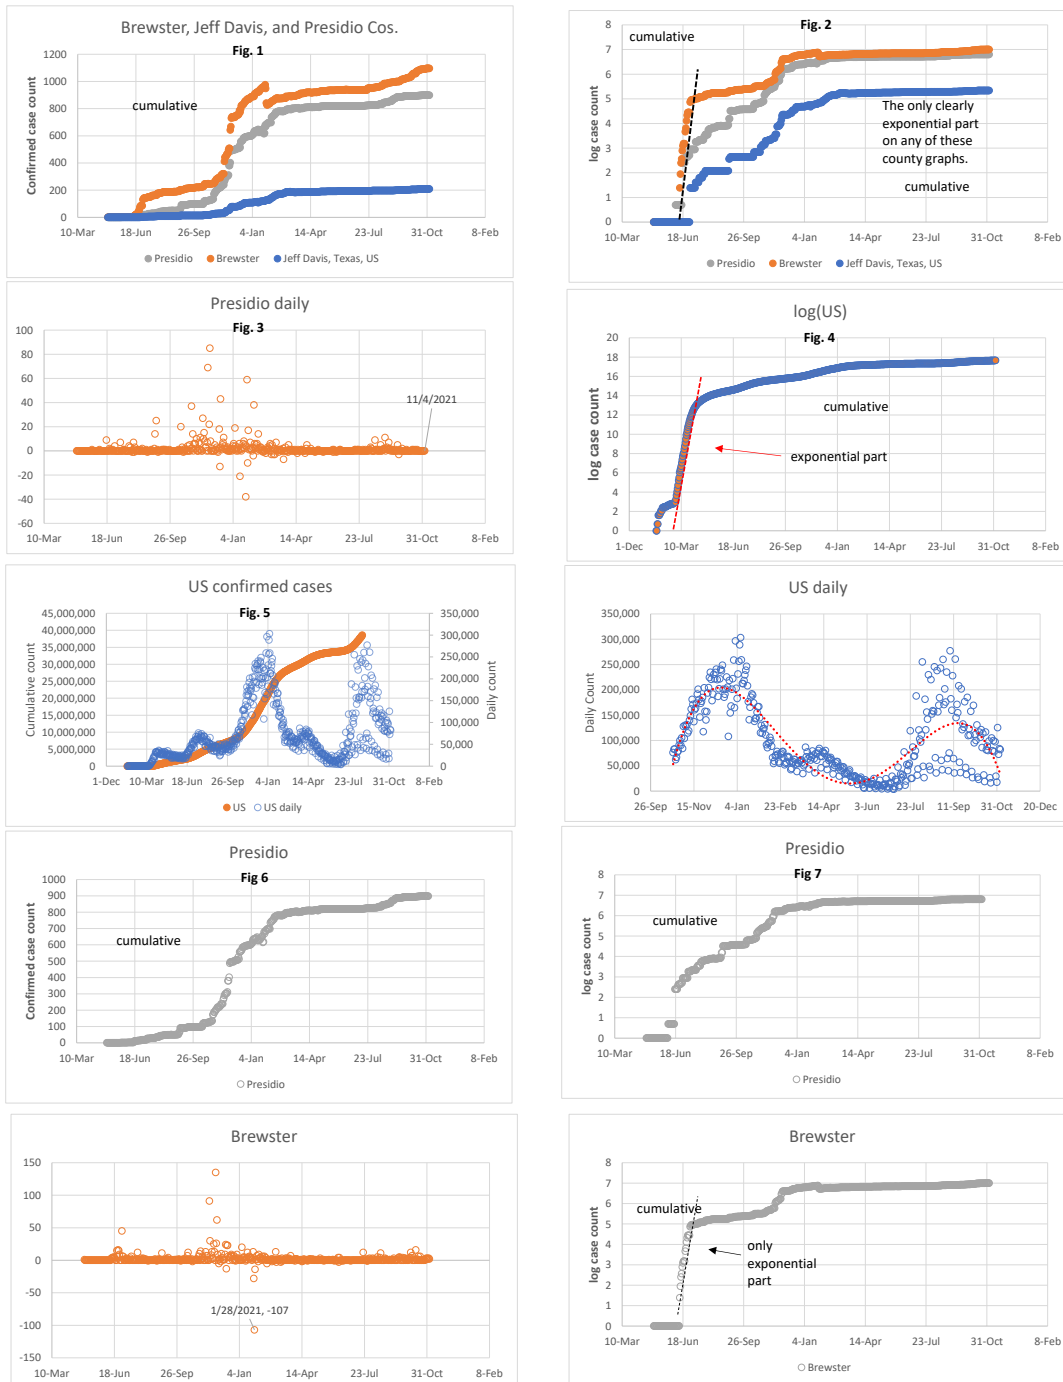 Brewster, Jeff Davis, and Presidio Cos.
Fig. 1
1200
1000
800
600
400
200
0
Confirmed case count
cumulative
10-Mar 18-Jun 26-Sep 4-Jan 14-Apr 23-Jul 31-Oct 8-Feb
Presidio Brewster Jeff Davis, Texas, US
Fig. 2
cumulative
8
7
6
5
4
3
2
1
0
log case count
The only clearly
exponential part
on any of these
county graphs.
cumulative
10-Mar 18-Jun 26-Sep 4-Jan 14-Apr 23-Jul 31-Oct 8-Feb
Presidio Brewster Jeff Davis, Texas, US
Presidio daily
Fig. 3
100
80
60
40
20
0
-20
-40
-60
11/4/2021
10-Mar 18-Jun 26-Sep 4-Jan 14-Apr 23-Jul 31-Oct 8-Feb
log(US)
Fig. 4
20
18
16
14
12
10
8
6
4
2
0
log case count
cumulative
exponential part
1-Dec 10-Mar 18-Jun 26-Sep 4-Jan 14-Apr 23-Jul 31-Oct 8-Feb
US confirmed cases
Fig. 5
45,000,000
40,000,000
35,000,000
30,000,000
25,000,000
20,000,000
15,000,000
10,000,000
5,000,000
0
Cumulative count
350,000
300,000
250,000
200,000
150,000
100,000
50,000
0
Daily count
1-Dec 10-Mar 18-Jun 26-Sep 4-Jan 14-Apr 23-Jul 31-Oct 8-Feb
US US daily
US daily
350,000
300,000
250,000
200,000
150,000
100,000
50,000
0
Daily Count
26-Sep 15-Nov 4-Jan 23-Feb 14-Apr 3-Jun 23-Jul 11-Sep 31-Oct 20-Dec
Presidio
Fig 6
1000
900
800
700
600
500
400
300
200
100
0
Confirmed case count
cumulative
10-Mar 18-Jun 26-Sep 4-Jan 14-Apr 23-Jul 31-Oct 8-Feb
Presidio
Presidio
Fig 7
8
7
6
5
4
3
2
1
0
log case count
cumulative
10-Mar 18-Jun 26-Sep 4-Jan 14-Apr 23-Jul 31-Oct 8-Feb
Presidio
Brewster
150
100
50
0
-50
-100
-150
1/28/2021, -107
10-Mar 18-Jun 26-Sep 4-Jan 14-Apr 23-Jul 31-Oct 8-Feb
Brewster
8
7
6
5
4
3
2
1
0
log case count
cumulative
only
exponential
part
10-Mar 18-Jun 26-Sep 4-Jan 14-Apr 23-Jul 31-Oct 8-Feb
Brewster